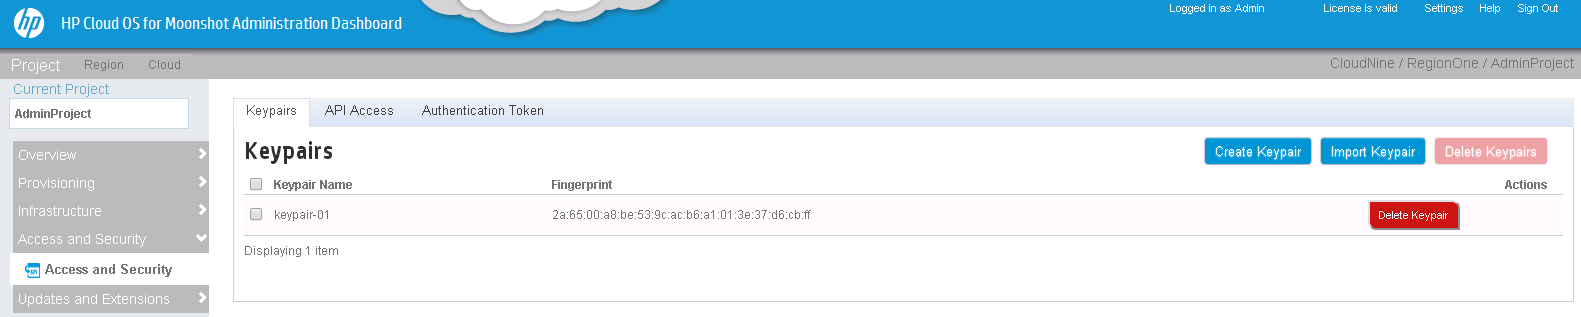 hp HP Cloud OS for Moonshot Administration Dashboard Logged in as Admin License is valid Settings Help Sign Out
Project Region Cloud CloudNine / RegionOne / AdminProject
Current Project
AdminProject
Keypairs API Access Authentication Token
Overview
Provisioning
Infrastructure
Access and Security
Access and Security
Updates and Extensions
Keypairs Create Keypair Import Keypair Delete Keypairs
Keypair Name Fingerprint Actions
keypair-01 2a:65:00:a8:be:53:9c:ac:b6:a1:01:3e:37:d6:cb:ff Delete Keypair
Displaying 1 item